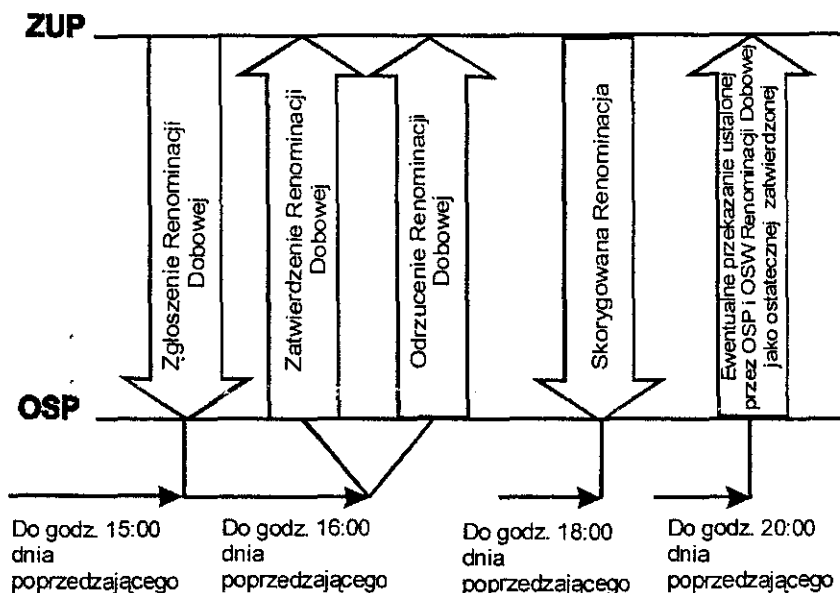 ZUP
Zgłoszenie Renominacji
Dobowej
Zatwierdzenie Renominacji
Dobowej
Odrzucenie Renominacji
Dobowej
Skorygowana Renominacja
Ewentualne przekazanie ustalonej
przez OSP i OSW Renominacji Dobowej
jako ostatecznej zatwierdzonej
OSP
Do godz. 15:00
dnia
poprzedzającego
Do godz. 16:00
dnia
poprzedzającego
Do godz. 18:00
dnia
poprzedzającego
Do godz. 20:00
dnia
poprzedzającego